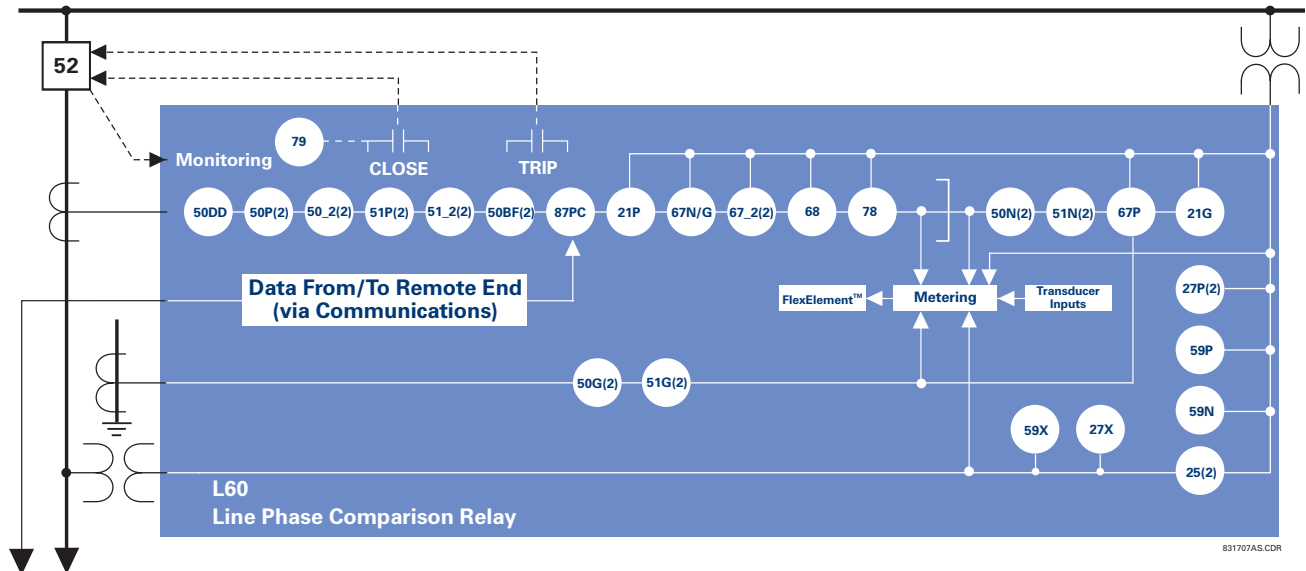 52
79
Monitoring
CLOSE
TRIP
50DD
50P(2)
50_2(2)
51P(2)
51_2(2)
50BF(2)
87PC
21P
67N/G
67_2(2)
68
78
50N(2)
51N(2)
67P
21G
Data From/To Remote End
(via Communications)
FlexElement™
Metering
Transducer
Inputs
27P(2)
59P
50G(2)
51G(2)
59N
59X
27X
25(2)
L60
Line Phase Comparison Relay
831707AS.CDR